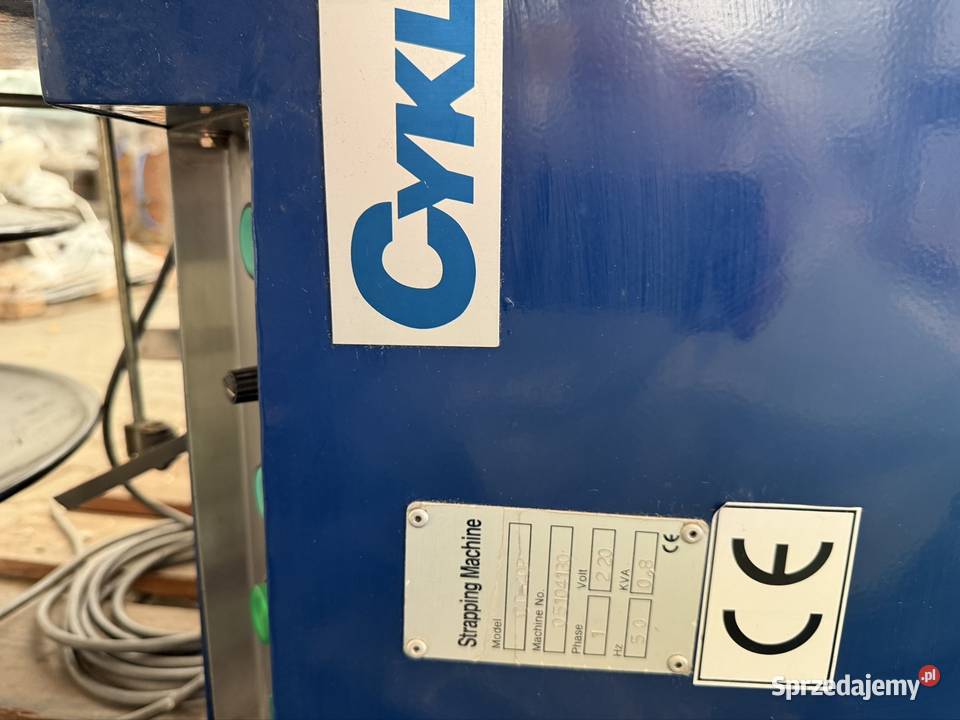 CYKL
Strapping Machine
Model
Machine No.
05104130
Phase Volt
1 220
Hz KVA
50 0.8
CE
CE
Sprzedajemy.pl